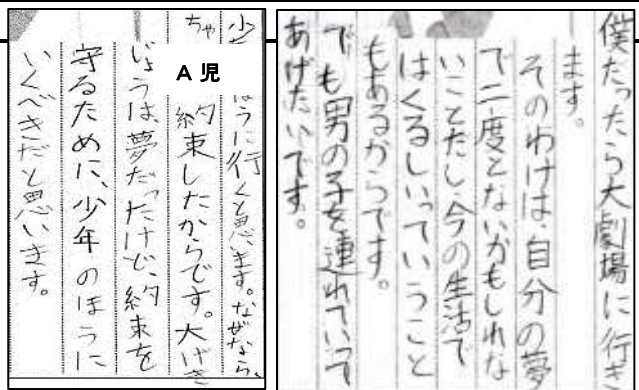 僕だったら大劇場に行き
ます。
そのわけは、自分の夢
で二度とないかもしれな
いことだし、今の生活で
はくるしいっていうこと
もあるからです。
でも男の子を連れていって
あげたいです。
A 児
少 ほうに行くと思います。なぜなら、
ちゃ 約束したからです。大げき
じょうは、夢だったけど、約束を
守るために、少年のほうに
いくべきだと思います。